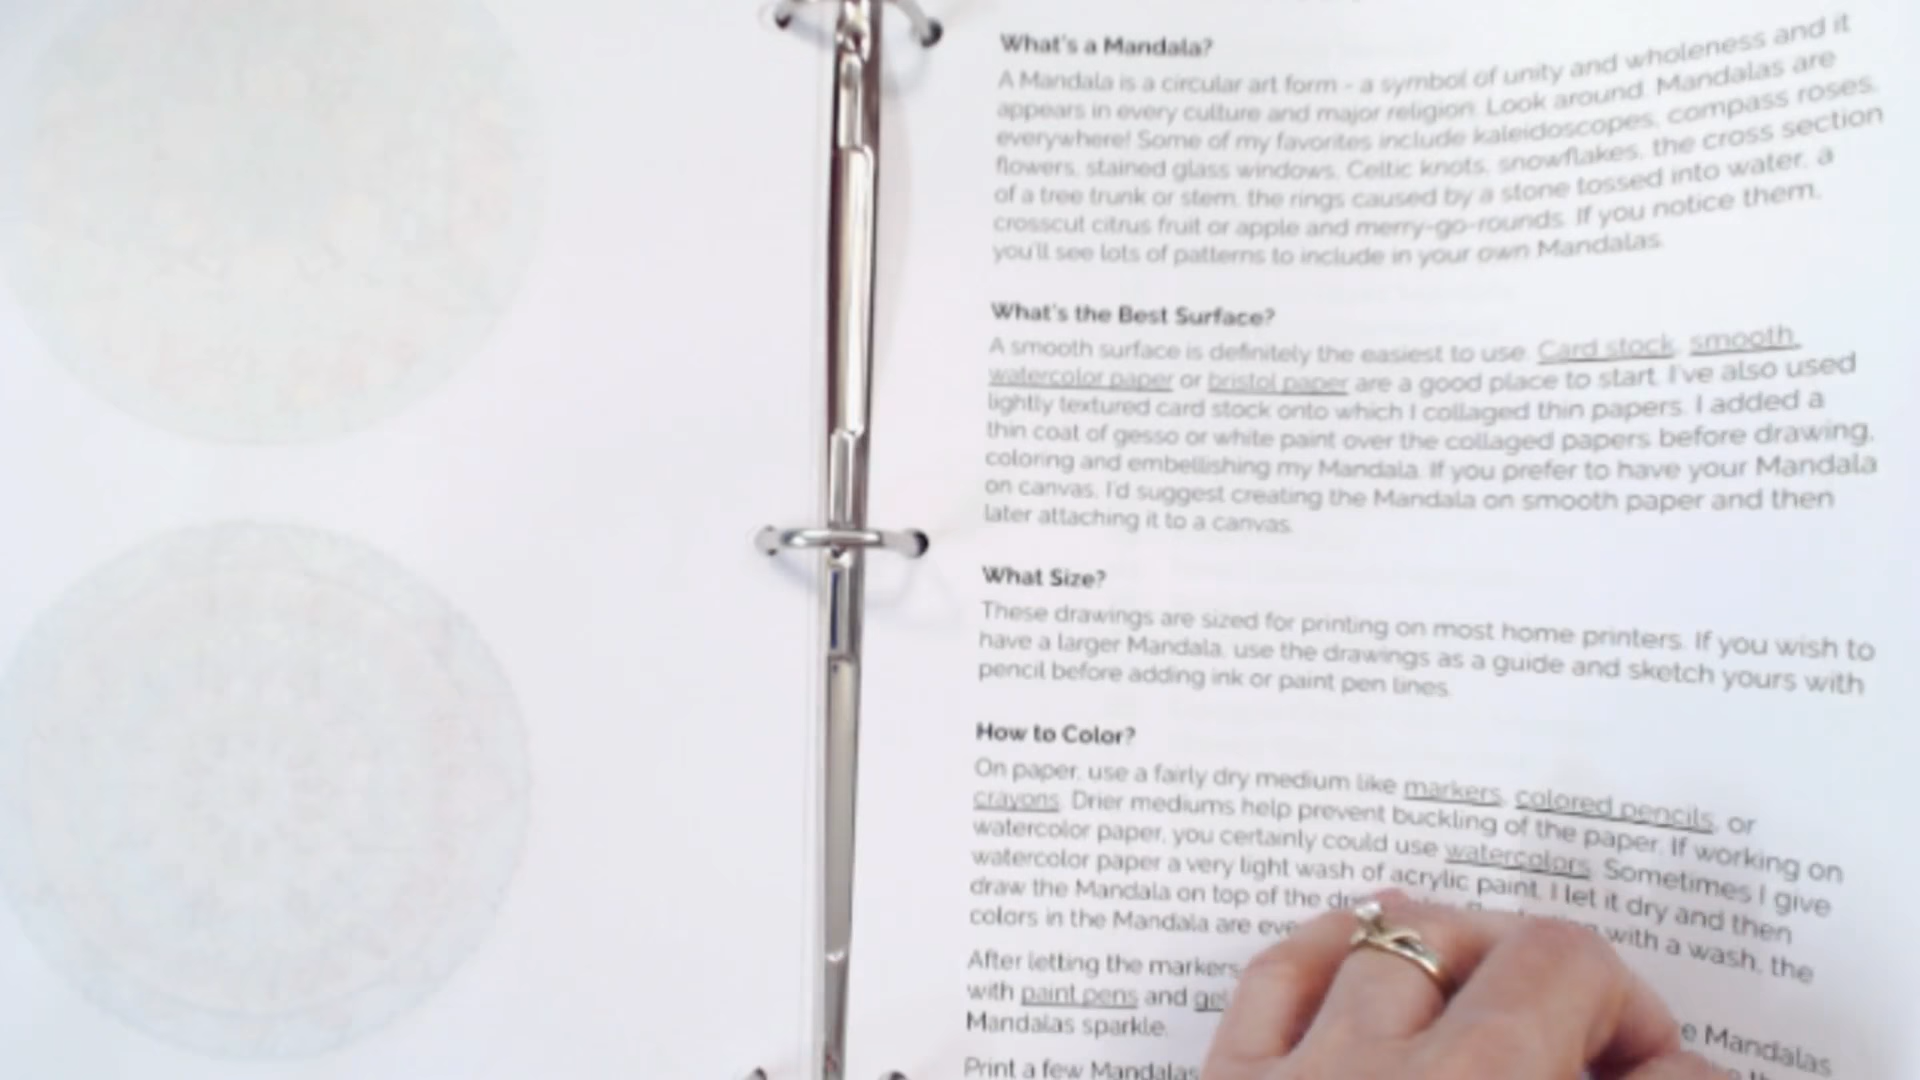 What's a Mandala?
A Mandala is a circular art form - a symbol of unity and wholeness and it
appears in every culture and major religion. Look around. Mandalas are
everywhere! Some of my favorites include kaleidoscopes, compass roses,
flowers, stained glass windows, Celtic knots, snowflakes, the cross section
of a tree trunk or stem, the rings caused by a stone tossed into water, a
crosscut citrus fruit or apple and merry-go-rounds. If you notice them,
you'll see lots of patterns to include in your own Mandalas.
What's the Best Surface?
A smooth surface is definitely the easiest to use. Card stock, smooth
watercolor paper or bristol paper are a good place to start. I've also used
lightly textured card stock onto which I collaged thin papers. I added a
thin coat of gesso or white paint over the collaged papers before drawing,
coloring and embellishing my Mandala. If you prefer to have your Mandala
on canvas, I'd suggest creating the Mandala on smooth paper and then
later attaching it to a canvas.
What Size?
These drawings are sized for printing on most home printers. If you wish to
have a larger Mandala, use the drawings as a guide and sketch yours with
pencil before adding ink or paint pen lines.
How to Color?
On paper, use a fairly dry medium like markers, colored pencils, or
crayons. Drier mediums help prevent buckling of the paper. If working on
watercolor paper, you certainly could use watercolors. Sometimes I give
watercolor paper a very light wash of acrylic paint. I let it dry and then
draw the Mandala on top of the with a wash, the
colors in the Mandala are
After letting the markers
with paint pens and e Mandalas
Mandalas sparkle.
Print a few Mandalas